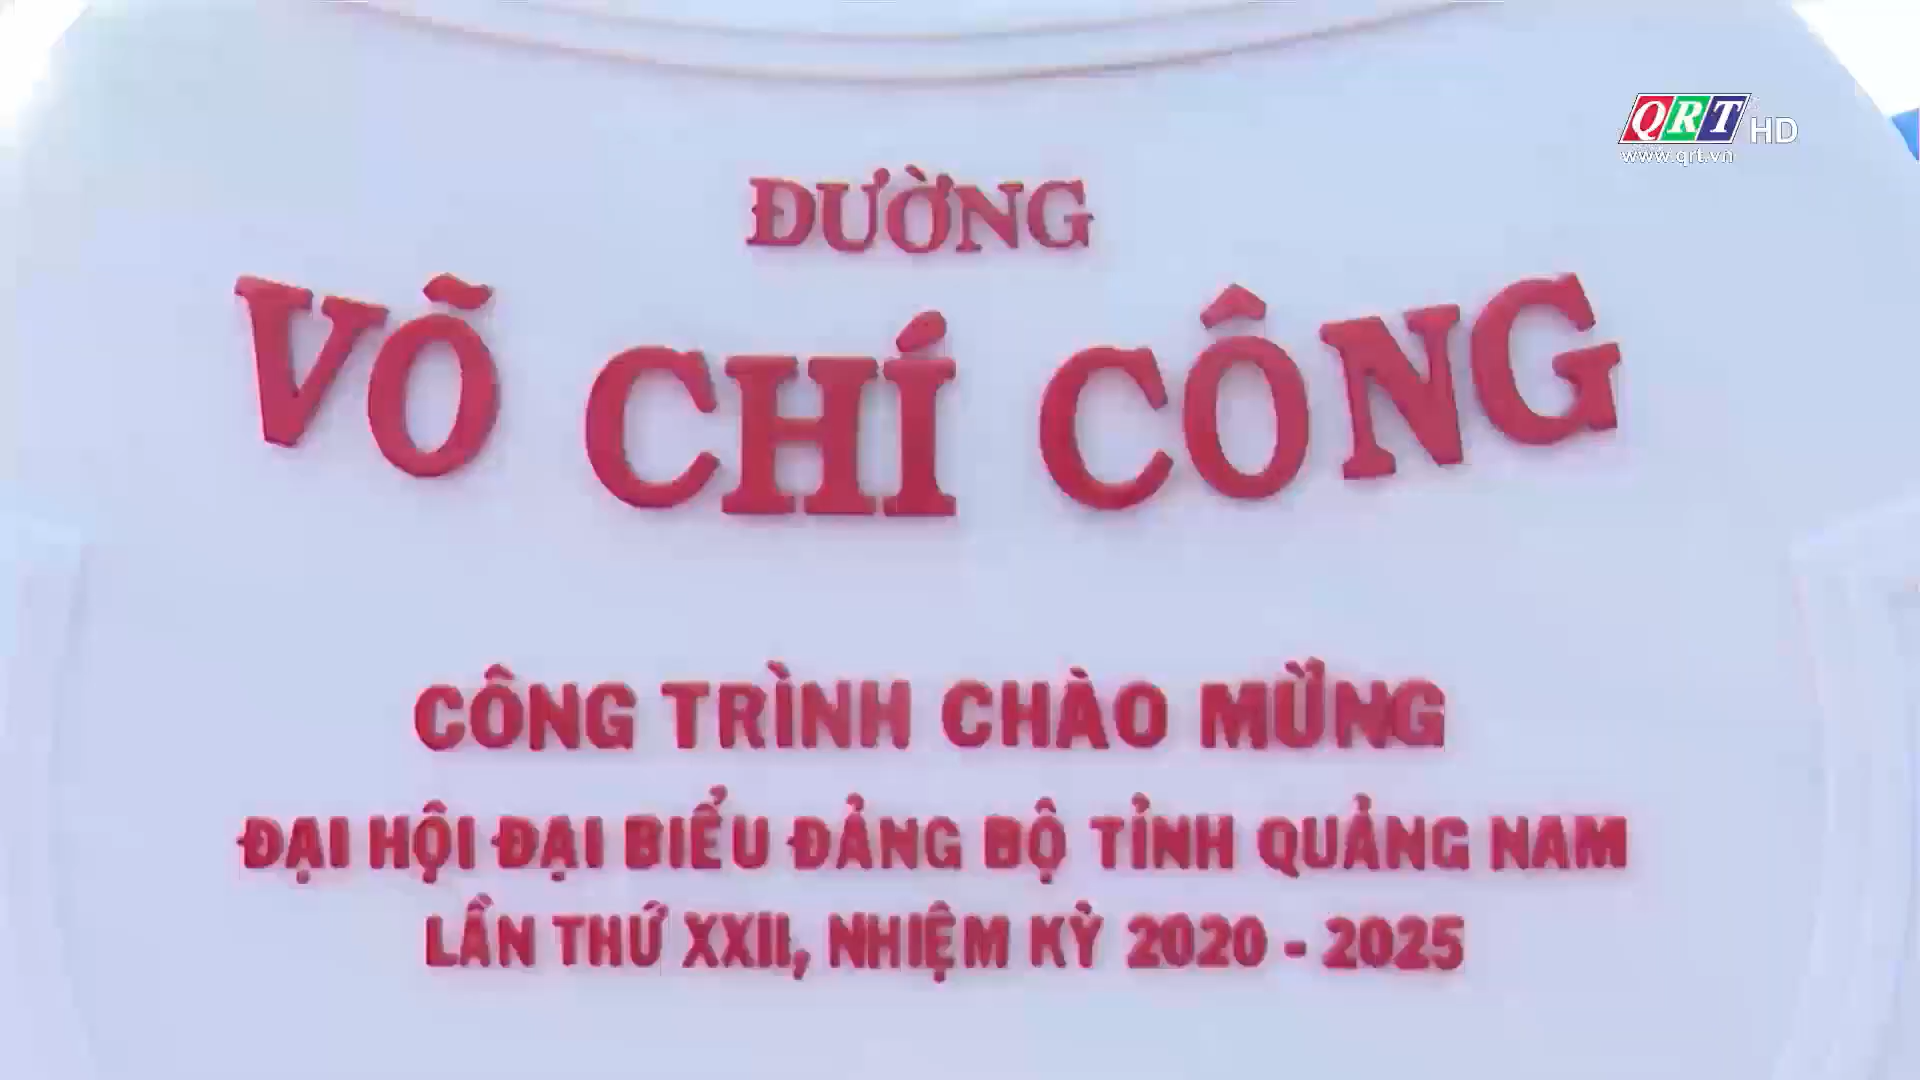 QRT HD
www.qrt.vn
ĐƯỜNG
VÕ CHÍ CÔNG
CÔNG TRÌNH CHÀO MỪNG
ĐẠI HỘI ĐẠI BIỂU ĐẢNG BỘ TỈNH QUẢNG NAM
LẦN THỨ XXII, NHIỆM KỲ 2020 - 2025